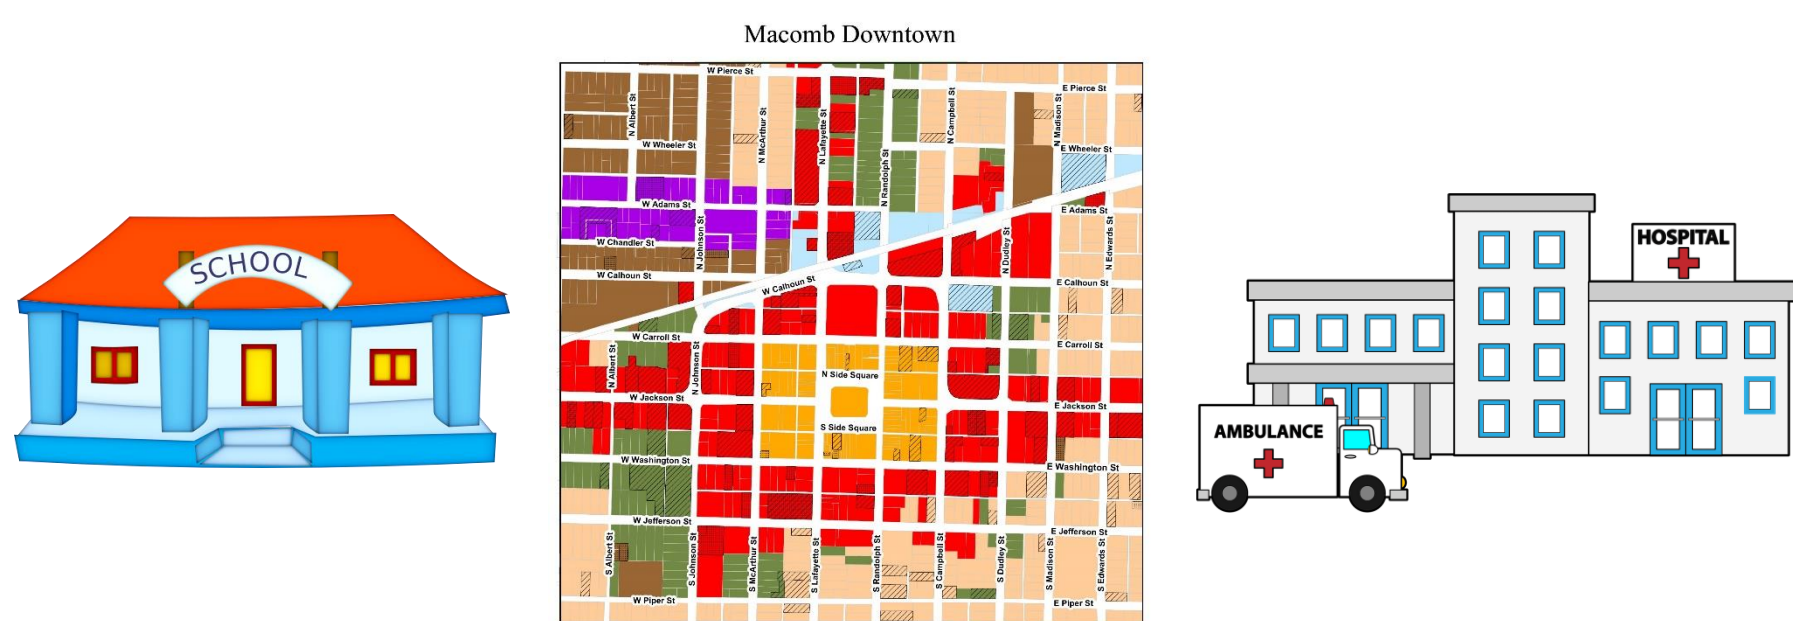 Macomb Downtown
SCHOOL
W Pierce St
E Pierce St
N Albert St
N McArthur St
N Lafayette St
N Campbell St
N Madison St
W Wheeler St
E Wheeler St
N Randolph St
W Adams St
E Adams St
N Johnson St
W Chandler St
N Dudley St
N Edwards St
W Calhoun St
W Calhoun St
E Calhoun St
W Carroll St
E Carroll St
N Albert St
N Johnson St
N Side Square
W Jackson St
E Jackson St
S Side Square
W Washington St
E Washington St
W Jefferson St
E Jefferson St
S Albert St
S Johnson St
S McArthur St
S Lafayette St
S Randolph St
S Campbell St
S Dudley St
S Madison St
S Edwards St
W Piper St
E Piper St
HOSPITAL
AMBULANCE